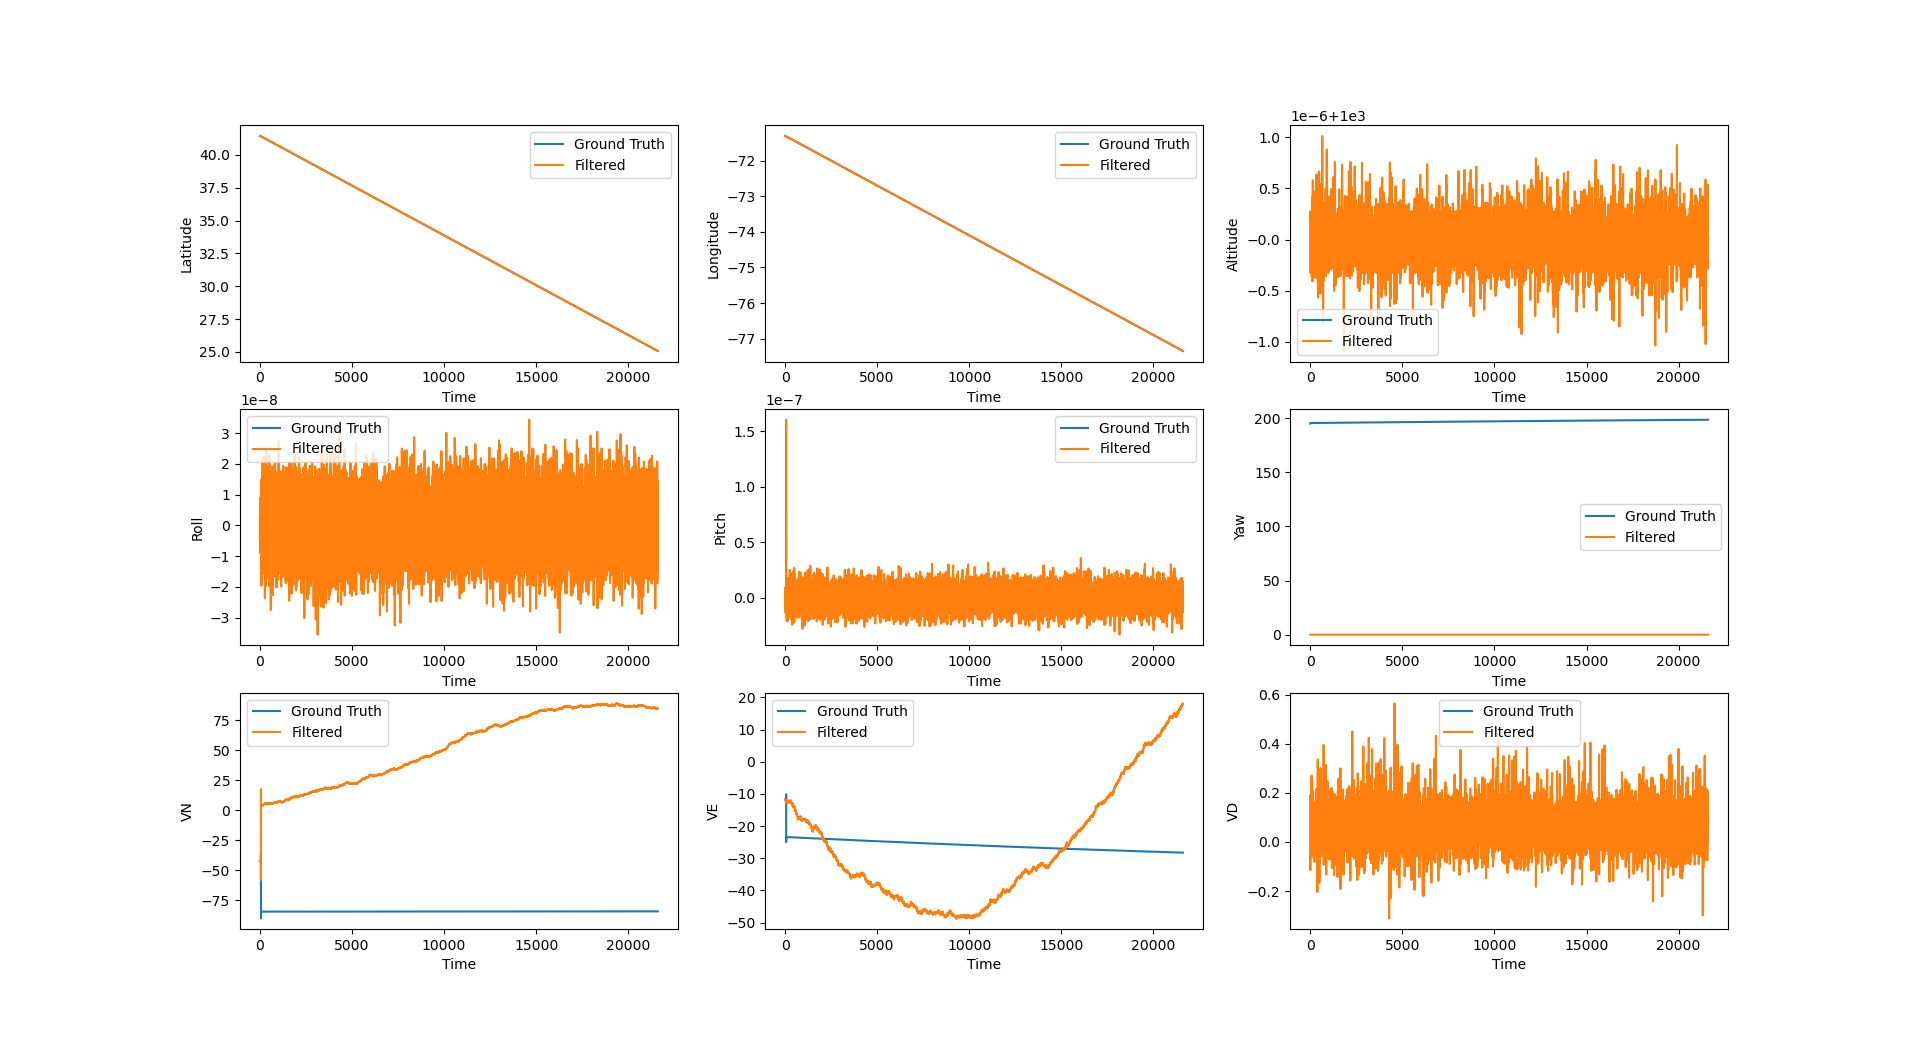 Latitude
40.0
37.5
35.0
32.5
30.0
27.5
25.0
Ground Truth
Filtered
0 5000 10000 15000 20000
Time
Longitude
−72
−73
−74
−75
−76
−77
Ground Truth
Filtered
0 5000 10000 15000 20000
Time
1e−6+1e3
Altitude
1.0
0.5
−0.0
−0.5
−1.0
Ground Truth
Filtered
0 5000 10000 15000 20000
Time
1e−8
Roll
3
2
1
0
−1
−2
−3
Ground Truth
Filtered
0 5000 10000 15000 20000
Time
1e−7
Pitch
1.5
1.0
0.5
0.0
Ground Truth
Filtered
0 5000 10000 15000 20000
Time
Yaw
200
150
100
50
0
Ground Truth
Filtered
0 5000 10000 15000 20000
Time
VN
75
50
25
0
−25
−50
−75
Ground Truth
Filtered
0 5000 10000 15000 20000
Time
VE
20
10
0
−10
−20
−30
−40
−50
Ground Truth
Filtered
0 5000 10000 15000 20000
Time
VD
0.6
0.4
0.2
0.0
−0.2
Ground Truth
Filtered
0 5000 10000 15000 20000
Time